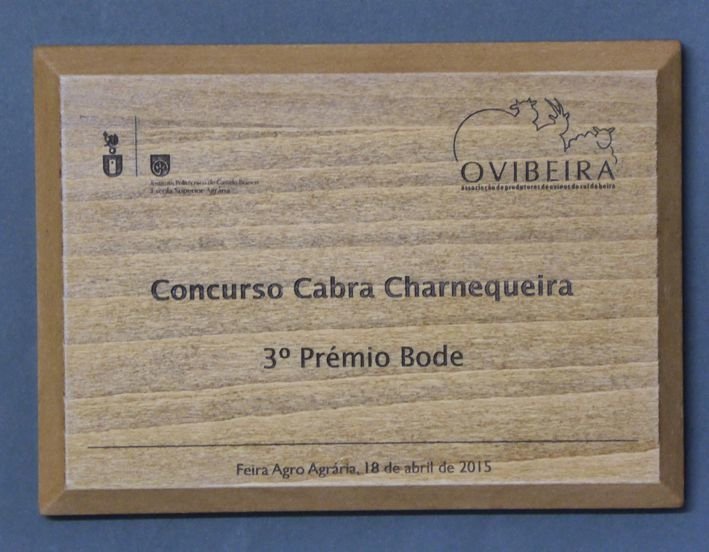 Instituto Politécnico de Castelo Branco
Escola Superior Agrária
OVIBEIRA
associação de produtores de ovinos do sul da beira
Concurso Cabra Charnequeira
3º Prémio Bode
Feira Agro Agrária, 18 de abril de 2015